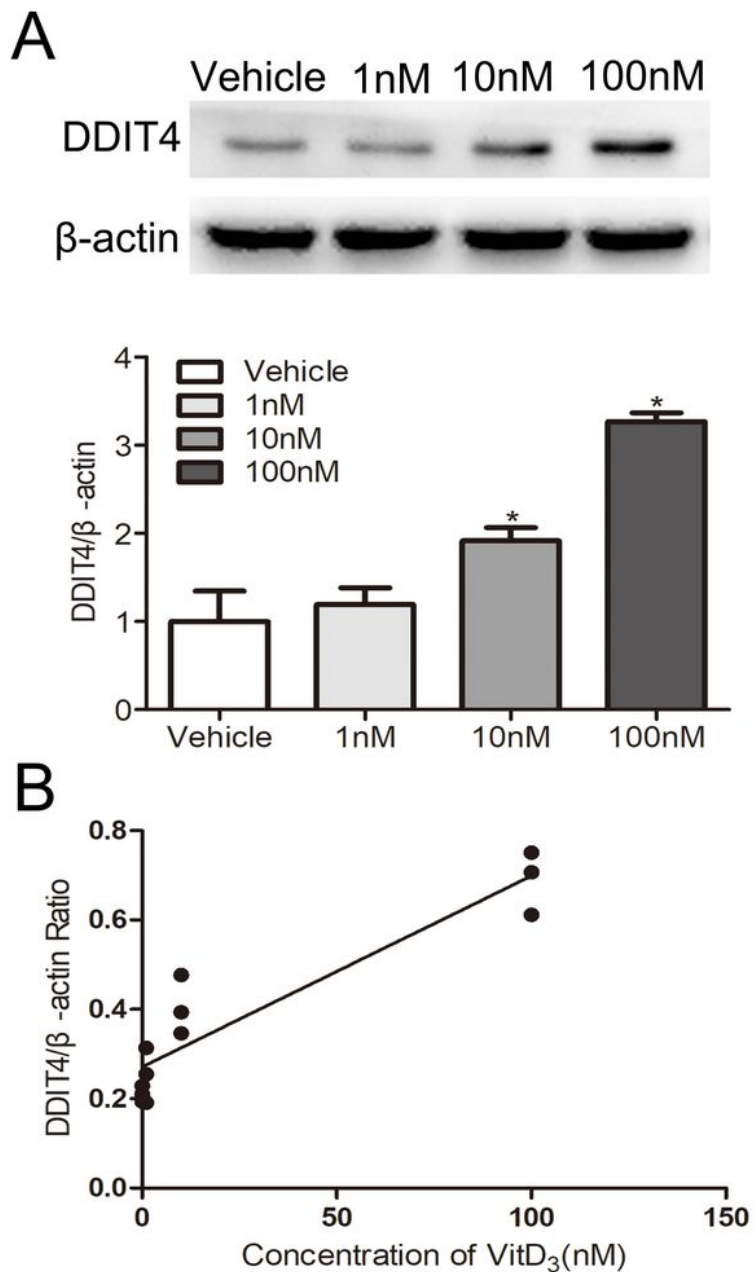 A
Vehicle 1nM 10nM 100nM
DDIT4
β-actin
DDIT4/β -actin
4
3
2
1
0
Vehicle
1nM
10nM
100nM
*
*
Vehicle 1nM 10nM 100nM
B
DDIT4/β -actin Ratio
0.8
0.6
0.4
0.2
0.0
0 50 100 150
Concentration of VitD₃(nM)